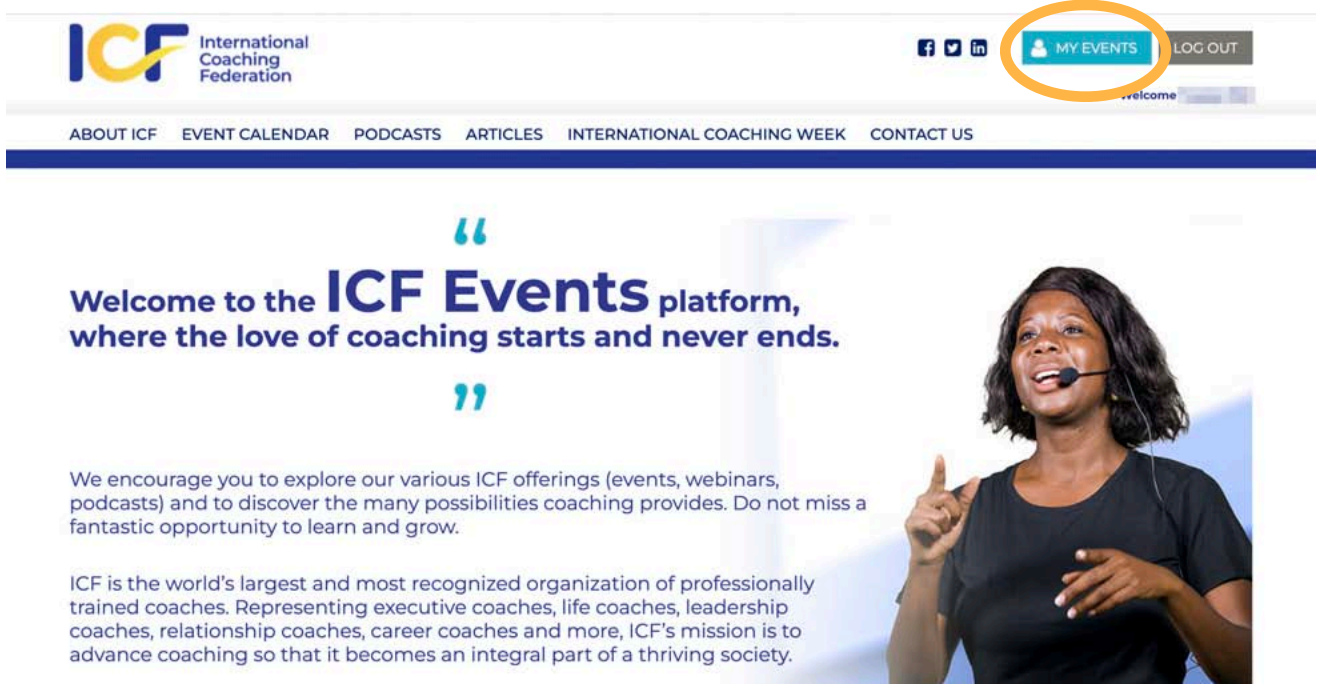 ICF International
Coaching
Federation
MY EVENTS
LOG OUT
Welcome
ABOUT ICF EVENT CALENDAR PODCASTS ARTICLES INTERNATIONAL COACHING WEEK CONTACT US
“
Welcome to the ICF Events platform,
where the love of coaching starts and never ends.
”
We encourage you to explore our various ICF offerings (events, webinars,
podcasts) and to discover the many possibilities coaching provides. Do not miss a
fantastic opportunity to learn and grow.
ICF is the world’s largest and most recognized organization of professionally
trained coaches. Representing executive coaches, life coaches, leadership
coaches, relationship coaches, career coaches and more, ICF’s mission is to
advance coaching so that it becomes an integral part of a thriving society.